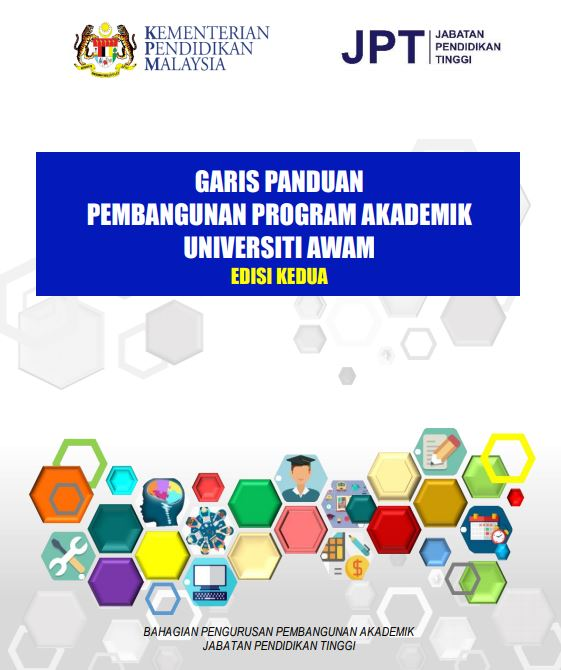 KEMENTERIAN
PENDIDIKAN
MALAYSIA
JPT
JABATAN
PENDIDIKAN
TINGGI
GARIS PANDUAN
PEMBANGUNAN PROGRAM AKADEMIK
UNIVERSITI AWAM
EDISI KEDUA
BAHAGIAN PENGURUSAN PEMBANGUNAN AKADEMIK
JABATAN PENDIDIKAN TINGGI